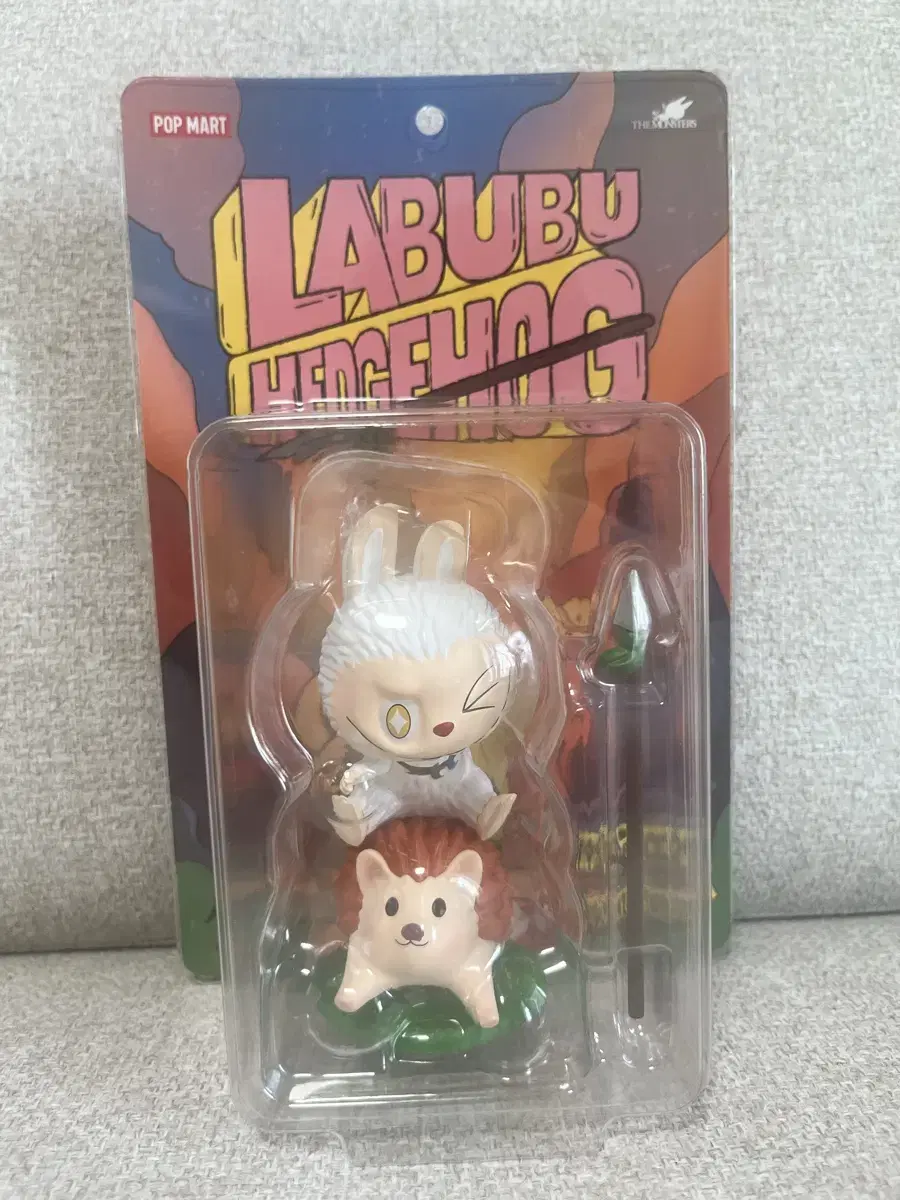 POP MART
THE MONSTERS
LABUBU
HEDGEHOG